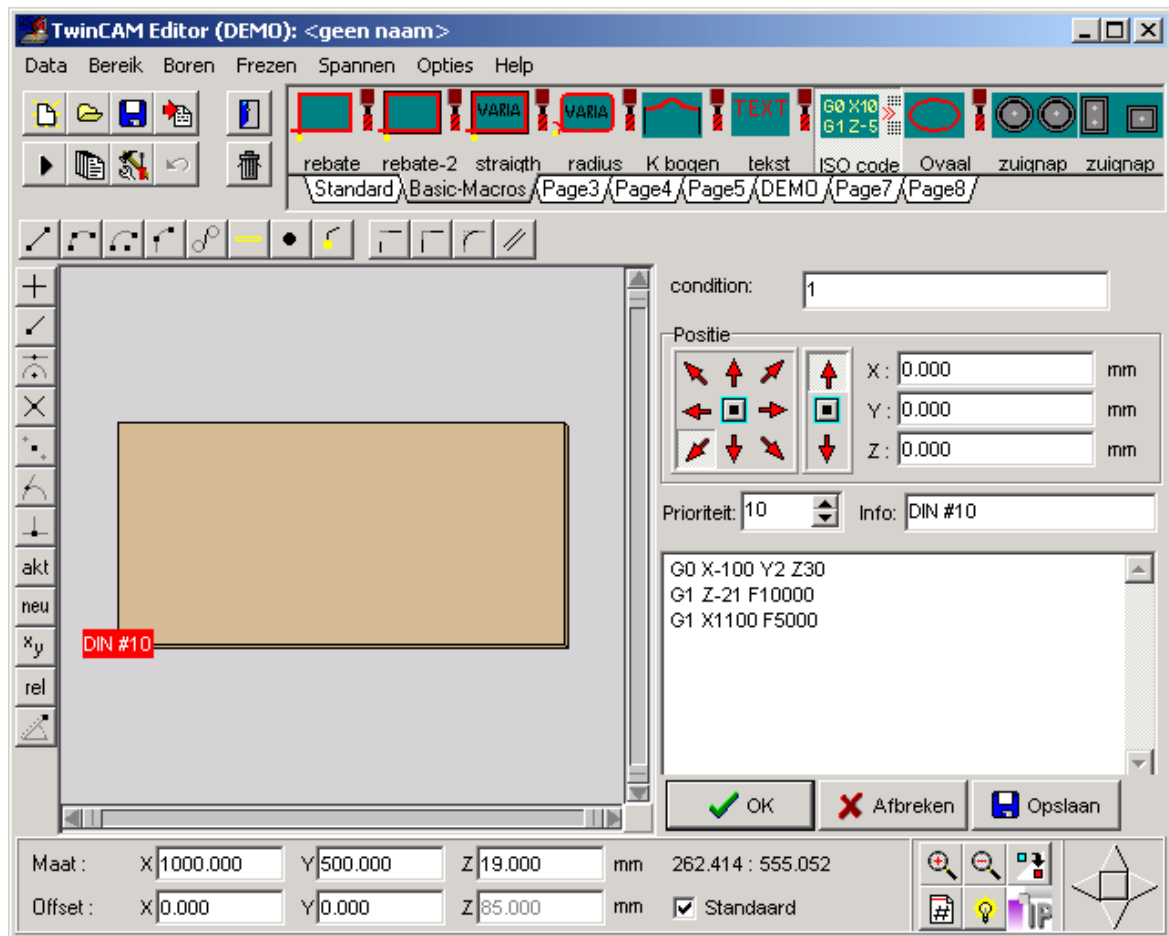 TwinCAM Editor (DEMO): <geen naam>
Data Bereik Boren Frezen Spannen Opties Help
VARIA VARIA TEXT G0 X10
G1 Z-5
rebate rebate-2 straigth radius K bogen tekst ISO code Ovaal zuignap zuignap
Standard Basic-Macros Page3 Page4 Page5 DEMO Page7 Page8
condition: 1
Positie
X : 0.000 mm
Y : 0.000 mm
Z : 0.000 mm
Prioriteit: 10 Info: DIN #10
akt
neu
xy
rel
DIN #10
G0 X-100 Y2 Z30
G1 Z-21 F10000
G1 X1100 F5000
OK Afbreken Opslaan
Maat : X 1000.000 Y 500.000 Z 19.000 mm 262.414 : 555.052
Offset : X 0.000 Y 0.000 Z 85.000 mm Standaard
# IP